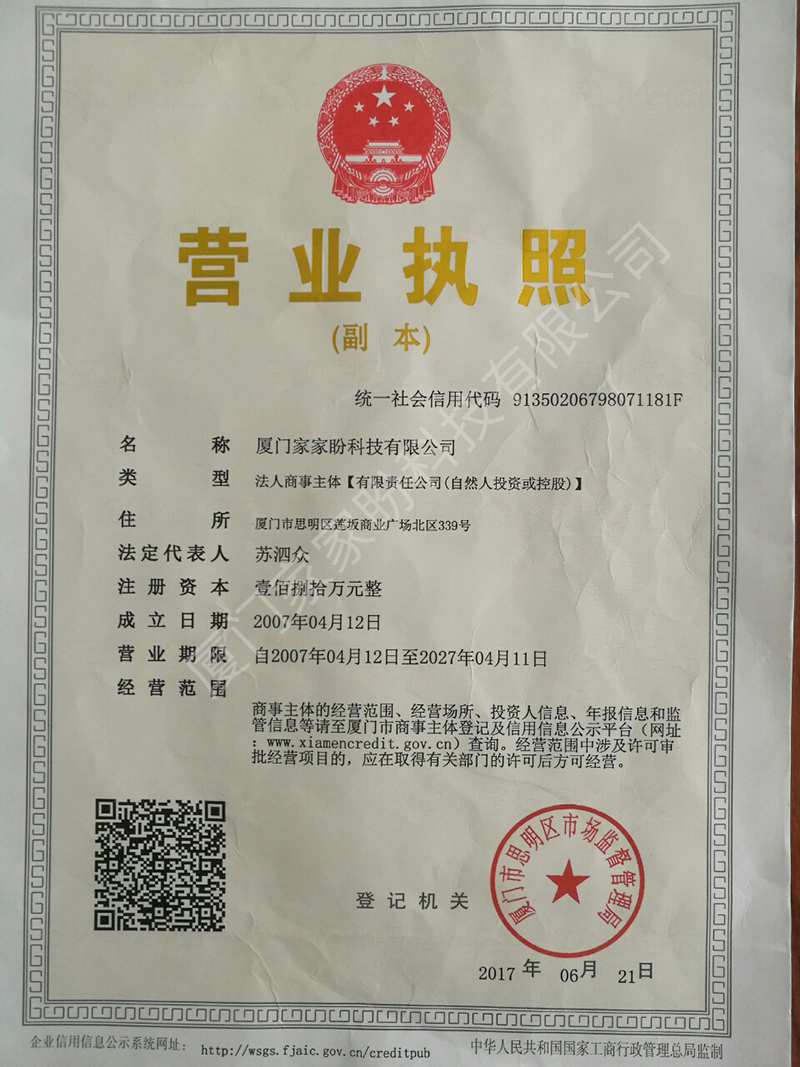 营业执照
(副 本)
统一社会信用代码 91350206798071181F
名 称 厦门家家盼科技有限公司
类 型 法人商事主体【有限责任公司(自然人投资或控股)】
住 所 厦门市思明区莲坂商业广场北区339号
法定代表人 苏泗众
注册资本 壹佰捌拾万元整
成立日期 2007年04月12日
营业期限 自2007年04月12日至2027年04月11日
经营范围
商事主体的经营范围、经营场所、投资人信息、年报信息和监
管信息等请至厦门市商事主体登记及信用信息公示平台（网址
：www.xiamencredit.gov.cn）查询。经营范围中涉及许可审
批经营项目的，应在取得有关部门的许可后方可经营。
厦门家家盼科技有限公司
厦门市思明区市场监督管理局
登记机关
2017 年 06月 21日
企业信用信息公示系统网址： http://wsgs.fjaic.gov.cn/creditpub 中华人民共和国国家工商行政管理总局监制